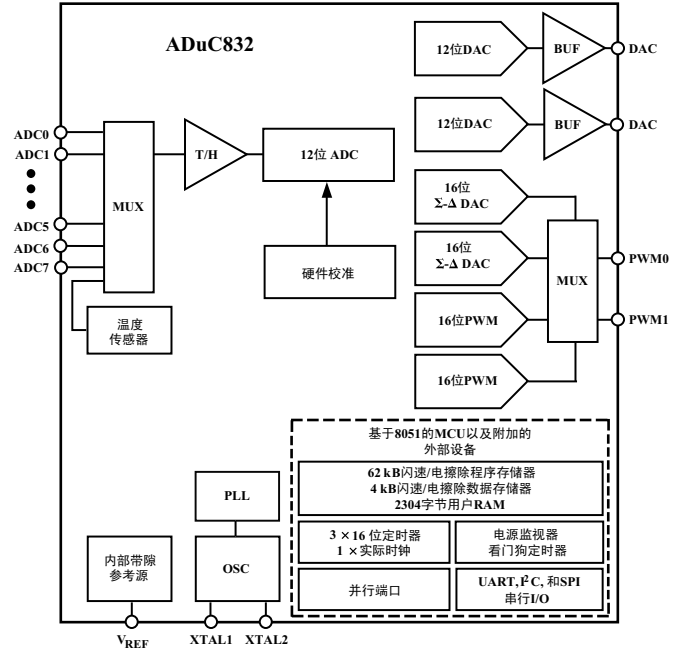 ADuC832
12位DAC
BUF
DAC
12位DAC
BUF
DAC
ADC0
ADC1
ADC5
ADC6
ADC7
MUX
T/H
12位 ADC
硬件校准
温度
传感器
16位
Σ-Δ DAC
16位
Σ-Δ DAC
16位PWM
16位PWM
MUX
PWM0
PWM1
基于8051的MCU以及附加的
外部设备
62 kB闪速/电擦除程序存储器
4 kB闪速/电擦除数据存储器
2304字节用户RAM
3 × 16 位定时器
1 × 实际时钟
电源监视器
看门狗定时器
并行端口
UART, I²C, 和SPI
串行I/O
PLL
OSC
内部带隙
参考源
VREF
XTAL1
XTAL2